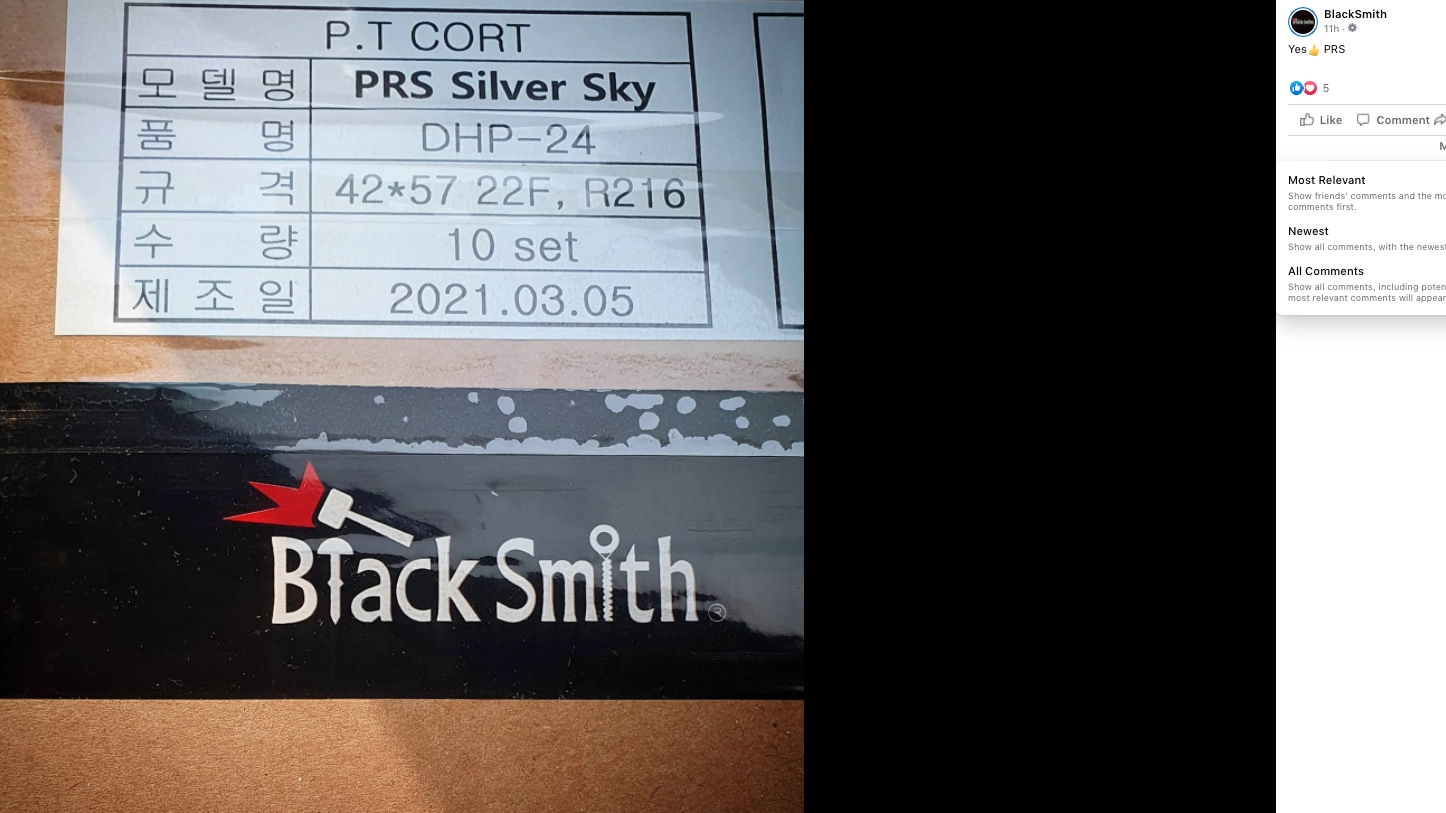 P.T CORT
모 델 명 PRS Silver Sky
품 명 DHP-24
규 격 42*57 22F, R216
수 량 10 set
제 조 일 2021.03.05
BlackSmith ®
BlackSmith
11h ·
Yes👍 PRS
5
Like Comment
M
Most Relevant
Show friends' comments and the mo
comments first.
Newest
Show all comments, with the newest
All Comments
Show all comments, including poten
most relevant comments will appear